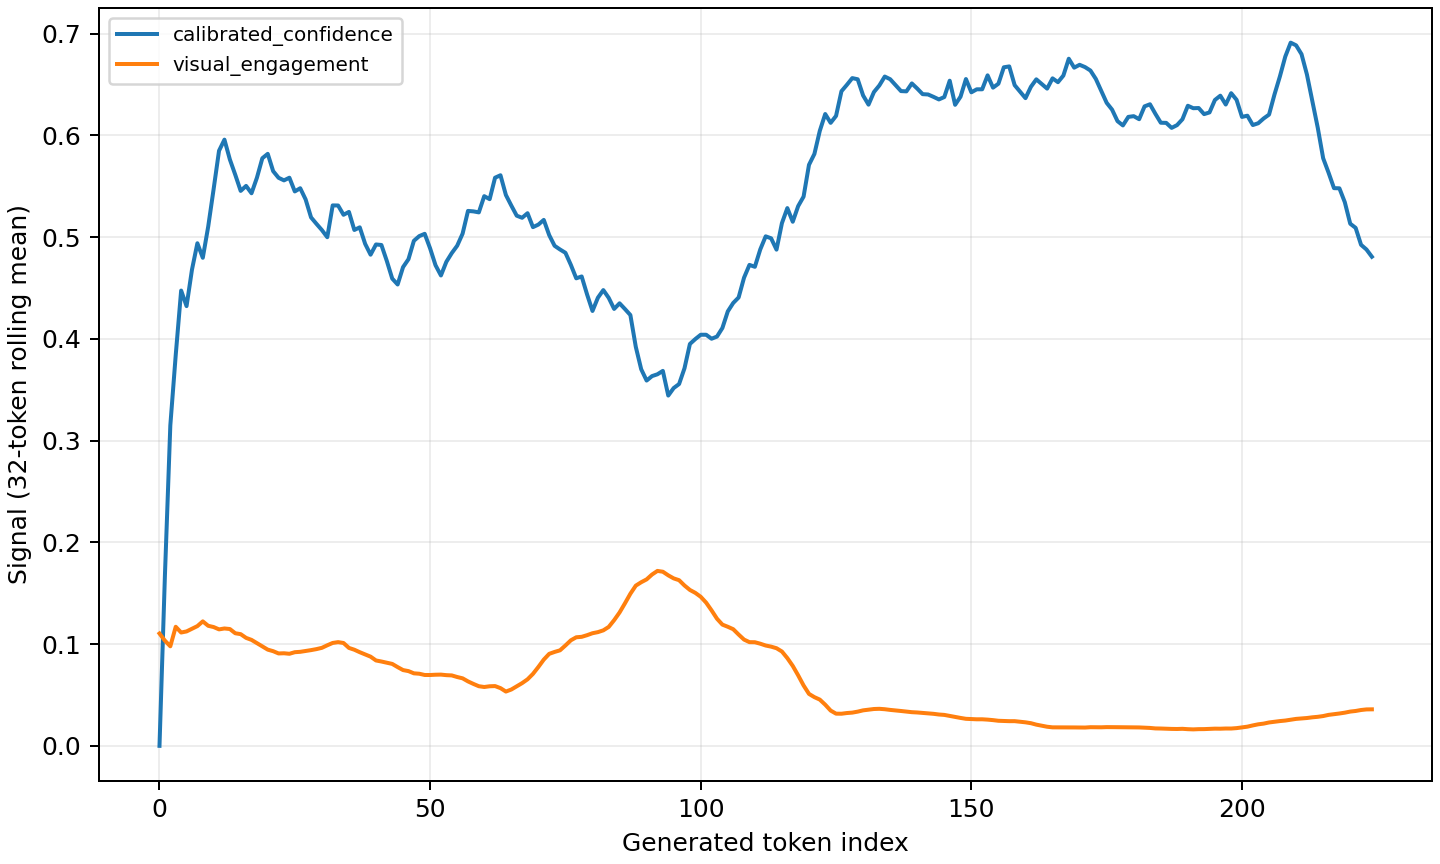 calibrated_confidence
visual_engagement
Signal (32-token rolling mean)
0.7
0.6
0.5
0.4
0.3
0.2
0.1
0.0
0 50 100 150 200
Generated token index